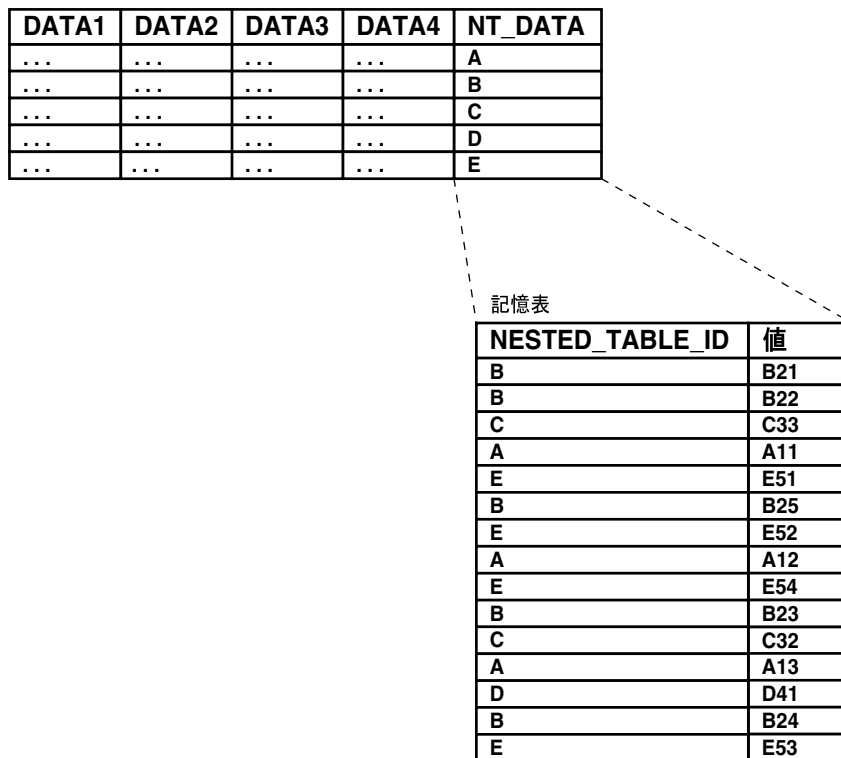 DATA1 DATA2 DATA3 DATA4 NT_DATA
... ... ... ... A
... ... ... ... B
... ... ... ... C
... ... ... ... D
... ... ... ... E
記憶表
NESTED_TABLE_ID 値
B B21
B B22
C C33
A A11
E E51
B B25
E E52
A A12
E E54
B B23
C C32
A A13
D D41
B B24
E E53